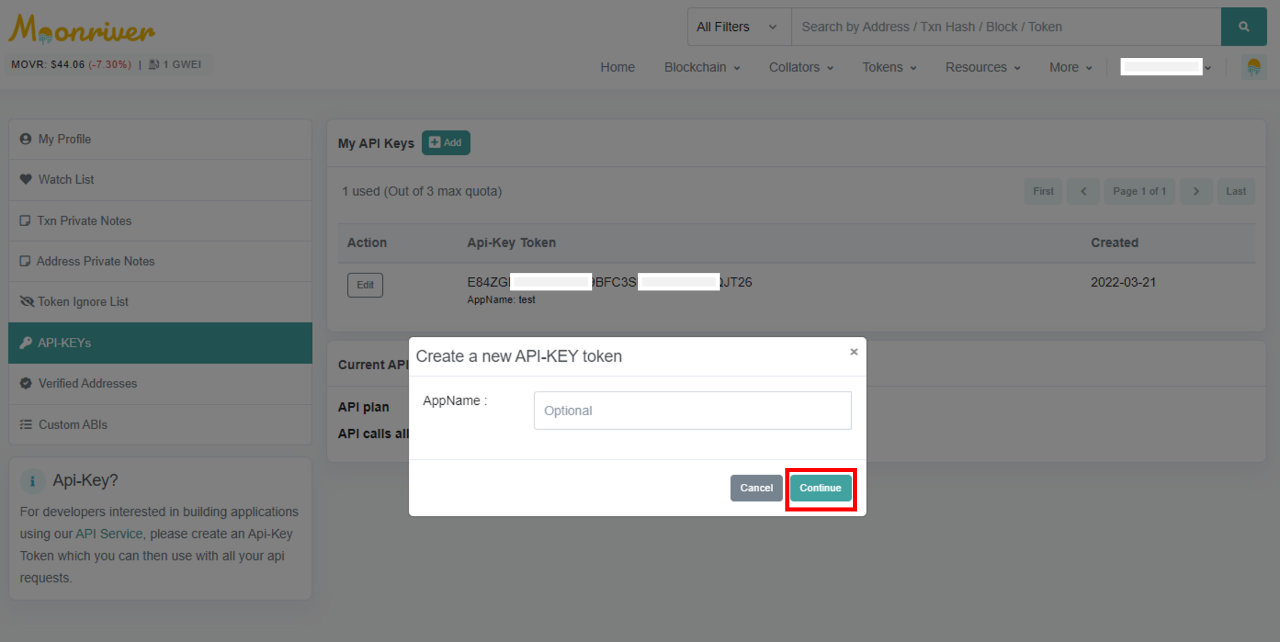 Moonriver
All Filters
Search by Address / Txn Hash / Block / Token
MOVR: $44.06 (-7.30%) | 1 GWEI
Home Blockchain Collators Tokens Resources More
My Profile
Watch List
Txn Private Notes
Address Private Notes
Token Ignore List
API-KEYs
Verified Addresses
Custom ABIs
Api-Key?
For developers interested in building applications
using our API Service, please create an Api-Key
Token which you can then use with all your api
requests.
My API Keys Add
1 used (Out of 3 max quota)
First Page 1 of 1 Last
Action Api-Key Token Created
Edit E84ZG 9BFC3S QJT26 2022-03-21
AppName: test
Current API
API plan
API calls all
Create a new API-KEY token ×
AppName : Optional
Cancel Continue